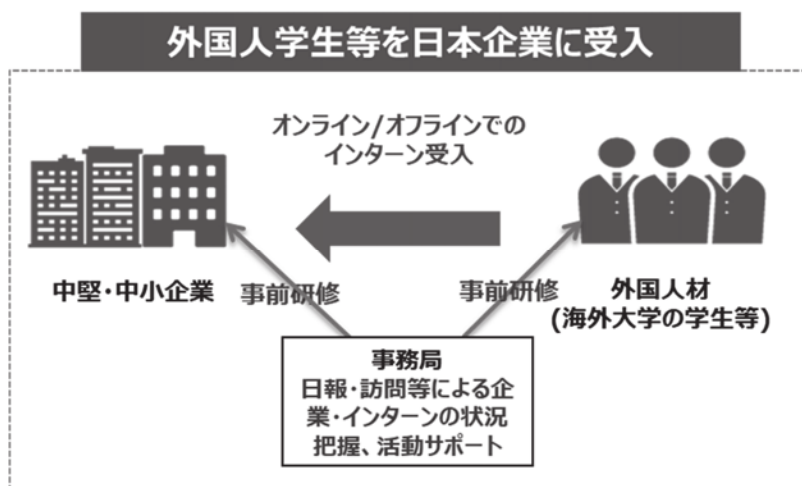 外国人学生等を日本企業に受入
オンライン/オフラインでの
インターン受入
中堅・中小企業
事前研修
事前研修
外国人材
(海外大学の学生等)
事務局
日報・訪問等による企
業・インターンの状況
把握、活動サポート